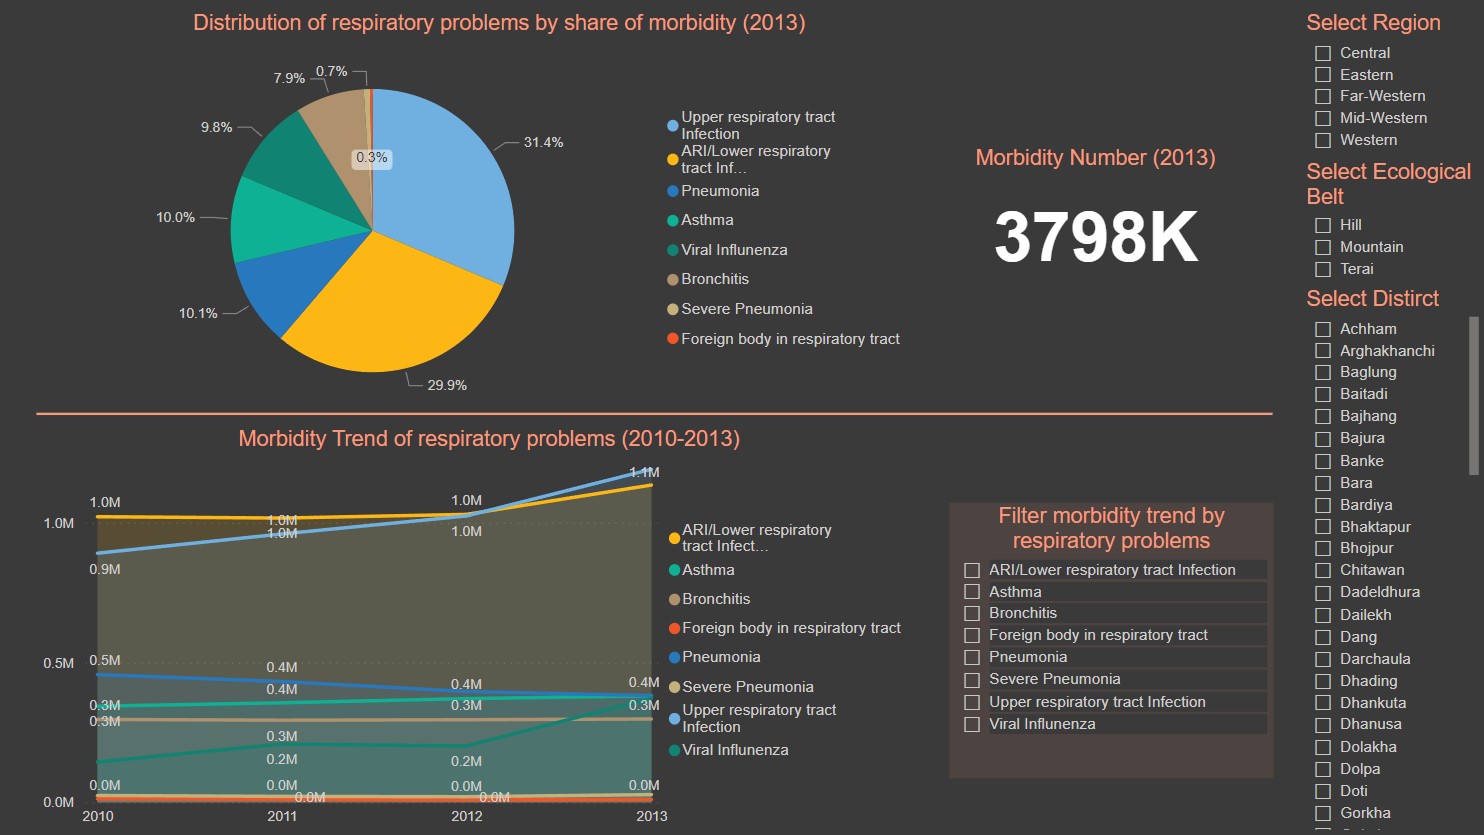 Distribution of respiratory problems by share of morbidity (2013)
0.7%
7.9%
9.8%
31.4%
0.3%
10.0%
10.1%
29.9%
Upper respiratory tract
Infection
ARI/Lower respiratory
tract Inf...
Pneumonia
Asthma
Viral Influnenza
Bronchitis
Severe Pneumonia
Foreign body in respiratory tract
Morbidity Number (2013)
3798K
Morbidity Trend of respiratory problems (2010-2013)
1.0M
0.5M
0.0M
1.0M
0.9M
0.5M
0.3M
0.3M
0.0M
1.0M
1.0M
0.4M
0.4M
0.3M
0.2M
0.0M
0.0M
1.0M
1.0M
0.4M
0.3M
0.2M
0.0M
0.0M
1.1M
0.4M
0.3M
0.0M
2010
2011
2012
2013
ARI/Lower respiratory
tract Infect...
Asthma
Bronchitis
Foreign body in respiratory tract
Pneumonia
Severe Pneumonia
Upper respiratory tract
Infection
Viral Influnenza
Filter morbidity trend by
respiratory problems
ARI/Lower respiratory tract Infection
Asthma
Bronchitis
Foreign body in respiratory tract
Pneumonia
Severe Pneumonia
Upper respiratory tract Infection
Viral Influnenza
Select Region
Central
Eastern
Far-Western
Mid-Western
Western
Select Ecological
Belt
Hill
Mountain
Terai
Select Distirct
Achham
Arghakhanchi
Baglung
Baitadi
Bajhang
Bajura
Banke
Bara
Bardiya
Bhaktapur
Bhojpur
Chitawan
Dadeldhura
Dailekh
Dang
Darchaula
Dhading
Dhankuta
Dhanusa
Dolakha
Dolpa
Doti
Gorkha